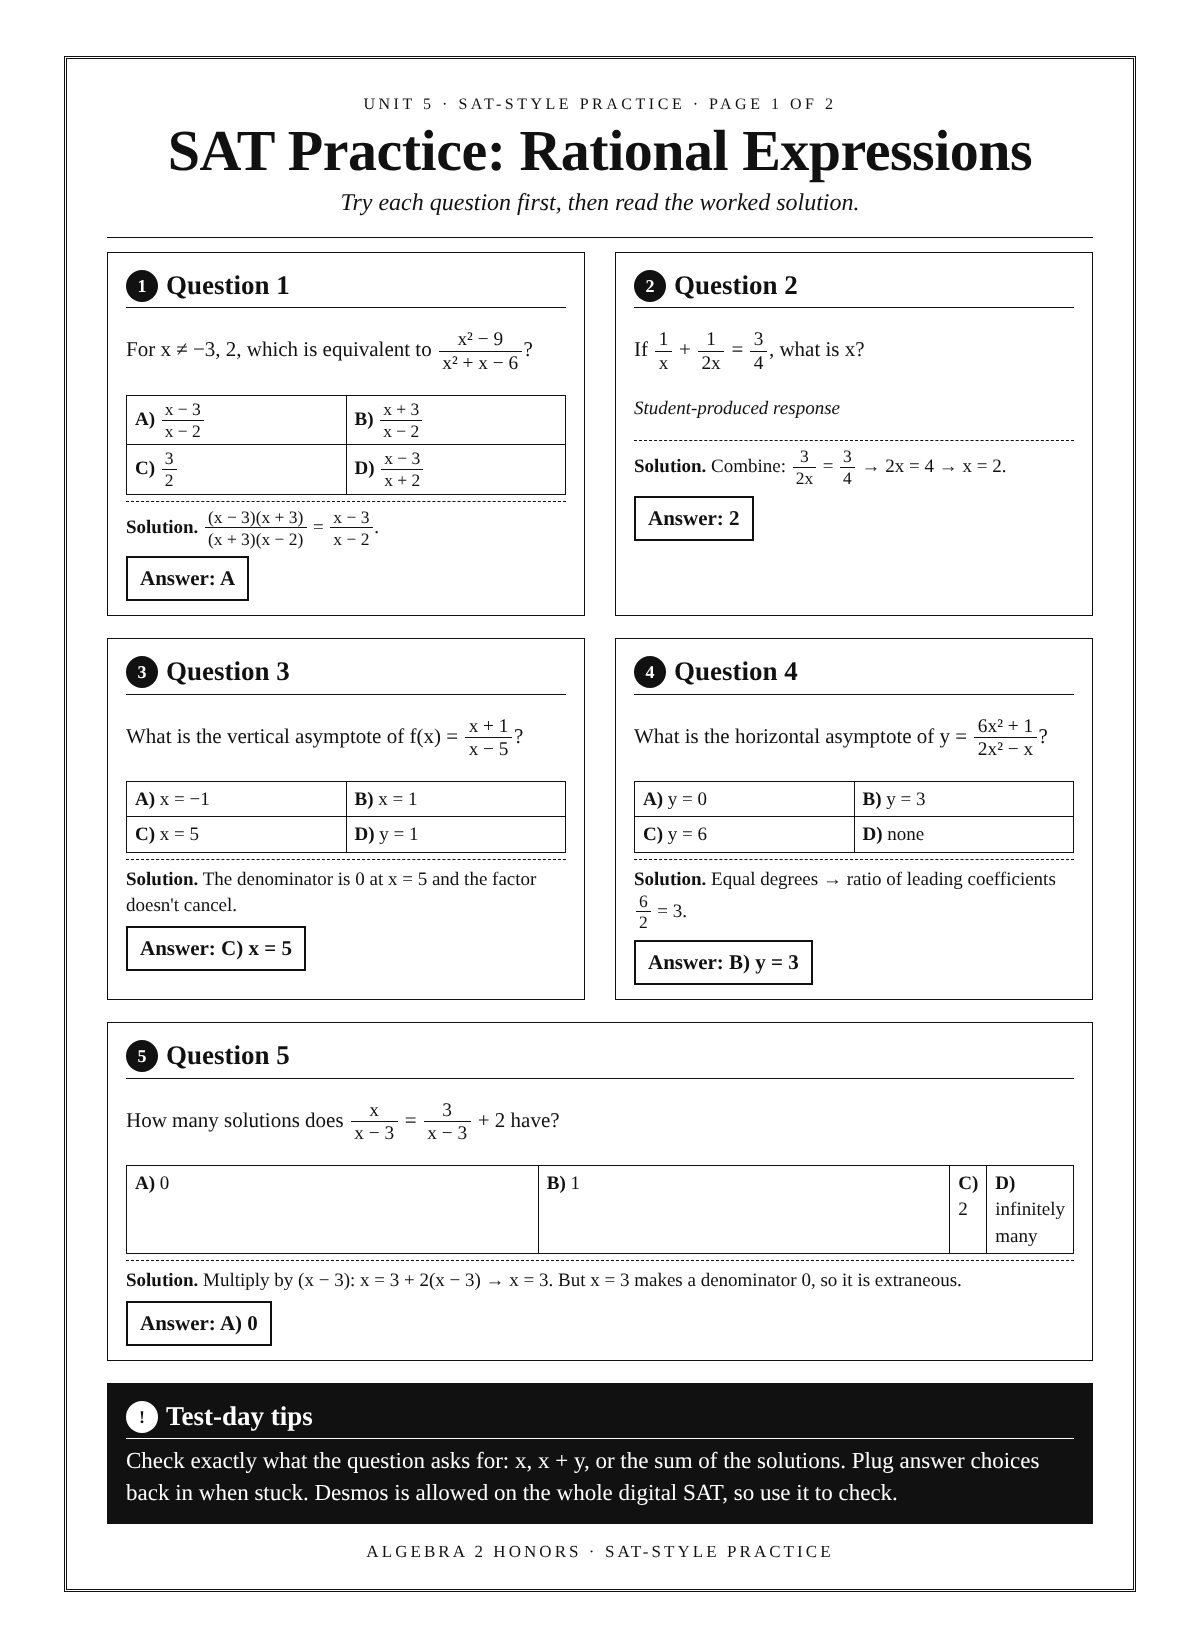 UNIT 5 · SAT-STYLE PRACTICE · PAGE 1 OF 2
SAT Practice: Rational Expressions
Try each question first, then read the worked solution.
1 Question 1
For x ≠ −3, 2, which is equivalent to (x² − 9)/(x² + x − 6)?
A) (x − 3)/(x − 2)
B) (x + 3)/(x − 2)
C) 3/2
D) (x − 3)/(x + 2)
Solution. (x − 3)(x + 3)/(x + 3)(x − 2) = (x − 3)/(x − 2).
Answer: A
2 Question 2
If 1/x + 1/2x = 3/4, what is x?
Student-produced response
Solution. Combine: 3/2x = 3/4 → 2x = 4 → x = 2.
Answer: 2
3 Question 3
What is the vertical asymptote of f(x) = (x + 1)/(x − 5)?
A) x = −1
B) x = 1
C) x = 5
D) y = 1
Solution. The denominator is 0 at x = 5 and the factor
doesn't cancel.
Answer: C) x = 5
4 Question 4
What is the horizontal asymptote of y = (6x² + 1)/(2x² − x)?
A) y = 0
B) y = 3
C) y = 6
D) none
Solution. Equal degrees → ratio of leading coefficients
6/2 = 3.
Answer: B) y = 3
5 Question 5
How many solutions does x/(x − 3) = 3/(x − 3) + 2 have?
A) 0
B) 1
C)
2
D)
infinitely
many
Solution. Multiply by (x − 3): x = 3 + 2(x − 3) → x = 3. But x = 3 makes a denominator 0, so it is extraneous.
Answer: A) 0
! Test-day tips
Check exactly what the question asks for: x, x + y, or the sum of the solutions. Plug answer choices
back in when stuck. Desmos is allowed on the whole digital SAT, so use it to check.
ALGEBRA 2 HONORS · SAT-STYLE PRACTICE